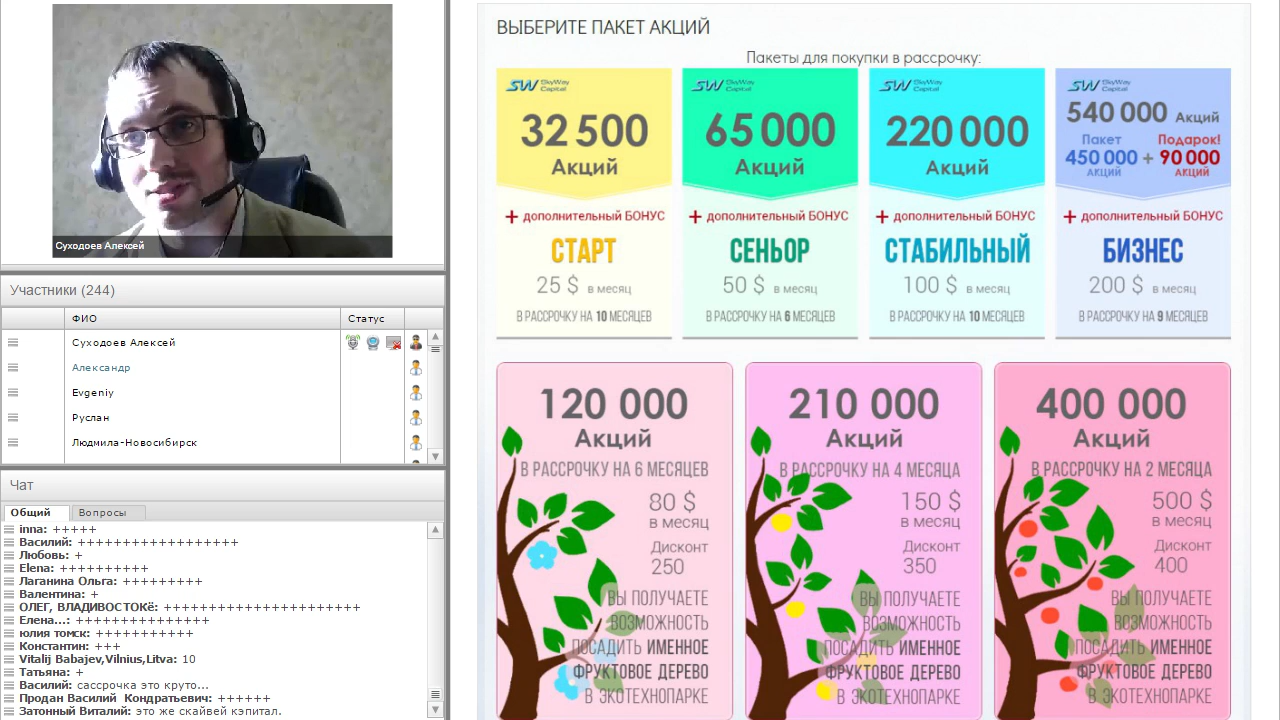 Суходоев Алексей
Участники (244)
ФИО
Статус
Суходоев Алексей
Александр
Evgeniy
Руслан
Людмила-Новосибирск
Чат
Общий
Вопросы
inna: +++++
Василий: ++++++++++++++++++
Любовь: +
Elena: ++++++++++
Лаганина Ольга: +++++++++
Валентина: +
ОЛЕГ, ВЛАДИВОСТОКё: ++++++++++++++++++++++
Елена...: +++++++++++++++
юлия томск: +++++++++++
Константин: +++
Vitalij Babajev,Vilnius,Litva: 10
Татьяна: +
Василий: сассрочка это круто...
Продан Василий Кондратьевич: ++++++
Затонный Виталий: это же скайвей кэпитал.
ВЫБЕРИТЕ ПАКЕТ АКЦИЙ
Пакеты для покупки в рассрочку:
SW SkyWay Capital
32 500
Акций
+ дополнительный БОНУС
СТАРТ
25 $ в месяц
В РАССРОЧКУ НА 10 МЕСЯЦЕВ
SW SkyWay Capital
65 000
Акций
+ дополнительный БОНУС
СЕНЬОР
50 $ в месяц
В РАССРОЧКУ НА 6 МЕСЯЦЕВ
SW SkyWay Capital
220 000
Акций
+ дополнительный БОНУС
СТАБИЛЬНЫЙ
100 $ в месяц
В РАССРОЧКУ НА 10 МЕСЯЦЕВ
SW SkyWay Capital
540 000 Акций
Пакет Подарок!
450 000 + 90 000
АКЦИЙ АКЦИЙ
+ дополнительный БОНУС
БИЗНЕС
200 $ в месяц
В РАССРОЧКУ НА 9 МЕСЯЦЕВ
120 000
Акций
В РАССРОЧКУ НА 6 МЕСЯЦЕВ
80 $
в месяц
Дисконт
250
ВЫ ПОЛУЧАЕТЕ
ВОЗМОЖНОСТЬ
ПОСАДИТЬ ИМЕННОЕ
ФРУКТОВОЕ ДЕРЕВО
В ЭКОТЕХНОПАРКЕ
210 000
Акций
В РАССРОЧКУ НА 4 МЕСЯЦА
150 $
в месяц
Дисконт
350
ВЫ ПОЛУЧАЕТЕ
ВОЗМОЖНОСТЬ
ПОСАДИТЬ ИМЕННОЕ
ФРУКТОВОЕ ДЕРЕВО
В ЭКОТЕХНОПАРКЕ
400 000
Акций
В РАССРОЧКУ НА 2 МЕСЯЦА
500 $
в месяц
Дисконт
400
ВЫ ПОЛУЧАЕТЕ
ВОЗМОЖНОСТЬ
ПОСАДИТЬ ИМЕННОЕ
ФРУКТОВОЕ ДЕРЕВО
В ЭКОТЕХНОПАРКЕ